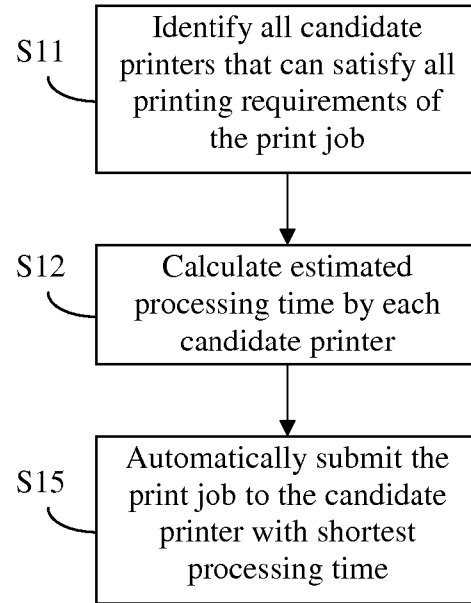 S11
Identify all candidate
printers that can satisfy all
printing requirements of
the print job
S12
Calculate estimated
processing time by each
candidate printer
S15
Automatically submit the
print job to the candidate
printer with shortest
processing time